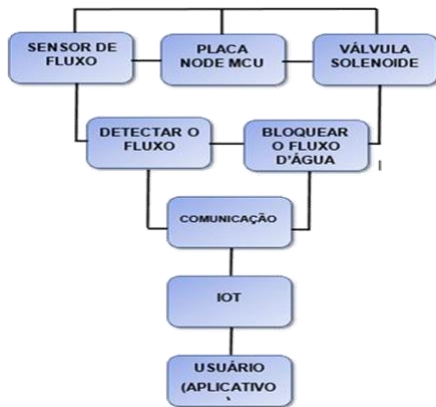 SENSOR DE
FLUXO
PLACA
NODE MCU
VÁLVULA
SOLENOIDE
DETECTAR O
FLUXO
BLOQUEAR
O FLUXO
D'ÁGUA
COMUNICAÇÃO
IOT
USUÁRIO
(APLICATIVO